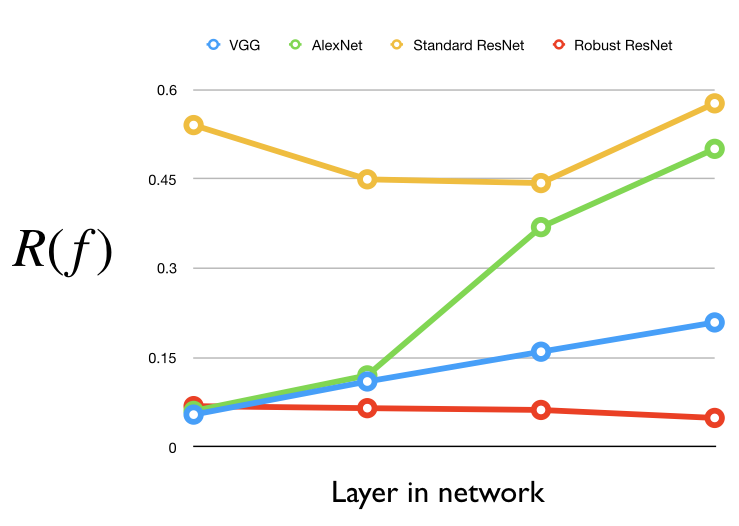 VGG AlexNet Standard ResNet Robust ResNet
0.6
0.45
R(f)
0.3
0.15
0
Layer in network